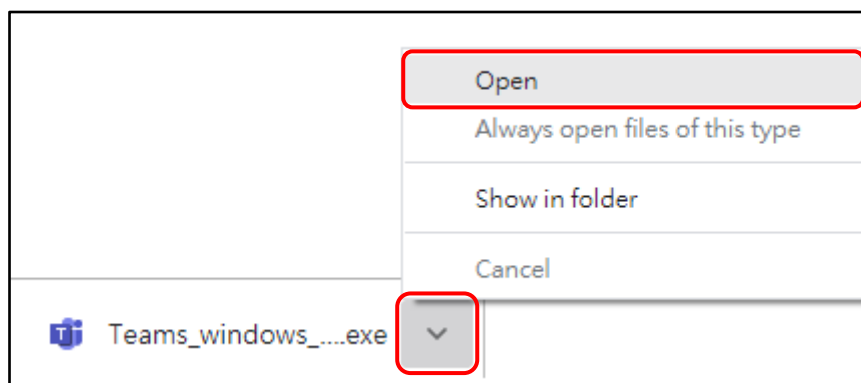 Open
Always open files of this type
Show in folder
Cancel
Teams_windows_....exe